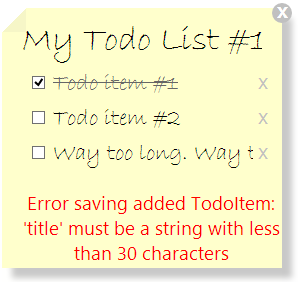 My Todo List #1
Todo item #1 x
Todo item #2 x
Way too long. Way t x
Error saving added TodoItem:
'title' must be a string with less
than 30 characters